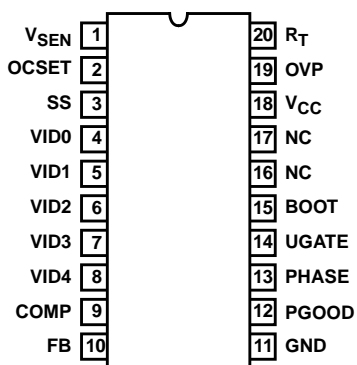 VSEN 1 20 RT
OCSET 2 19 OVP
SS 3 18 VCC
VID0 4 17 NC
VID1 5 16 NC
VID2 6 15 BOOT
VID3 7 14 UGATE
VID4 8 13 PHASE
COMP 9 12 PGOOD
FB 10 11 GND